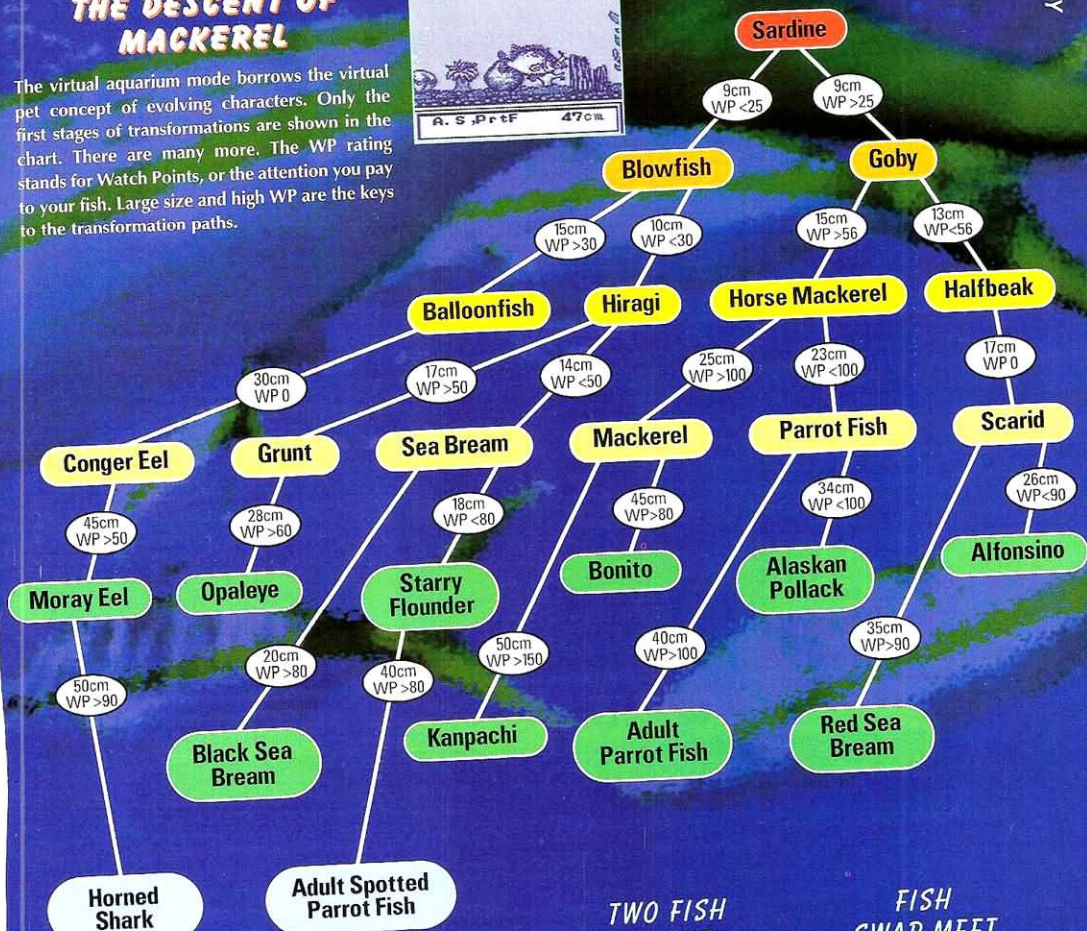 THE DESCENT OF
MACKEREL
The virtual aquarium mode borrows the virtual
pet concept of evolving characters. Only the
first stages of transformations are shown in the
chart. There are many more. The WP rating
stands for Watch Points, or the attention you pay
to your fish. Large size and high WP are the keys
to the transformation paths.
A.S.PrtF 47cm
Sardine
9cm
WP <25
9cm
WP >25
Blowfish
Goby
15cm
WP >30
10cm
WP <30
15cm
WP >56
13cm
WP<56
Balloonfish
Hiragi
Horse Mackerel
Halfbeak
30cm
WP 0
17cm
WP >50
14cm
WP <50
25cm
WP >100
23cm
WP <100
17cm
WP 0
Conger Eel
Grunt
Sea Bream
Mackerel
Parrot Fish
Scarid
45cm
WP >50
28cm
WP >60
18cm
WP <80
45cm
WP>80
34cm
WP <100
26cm
WP<90
Moray Eel
Opaleye
Starry
Flounder
Bonito
Alaskan
Pollack
Alfonsino
50cm
WP >90
20cm
WP >80
40cm
WP >80
50cm
WP >150
40cm
WP>100
35cm
WP>90
Black Sea
Bream
Kanpachi
Adult
Parrot Fish
Red Sea
Bream
Horned
Shark
Adult Spotted
Parrot Fish
TWO FISH
FISH
SWAP MEET